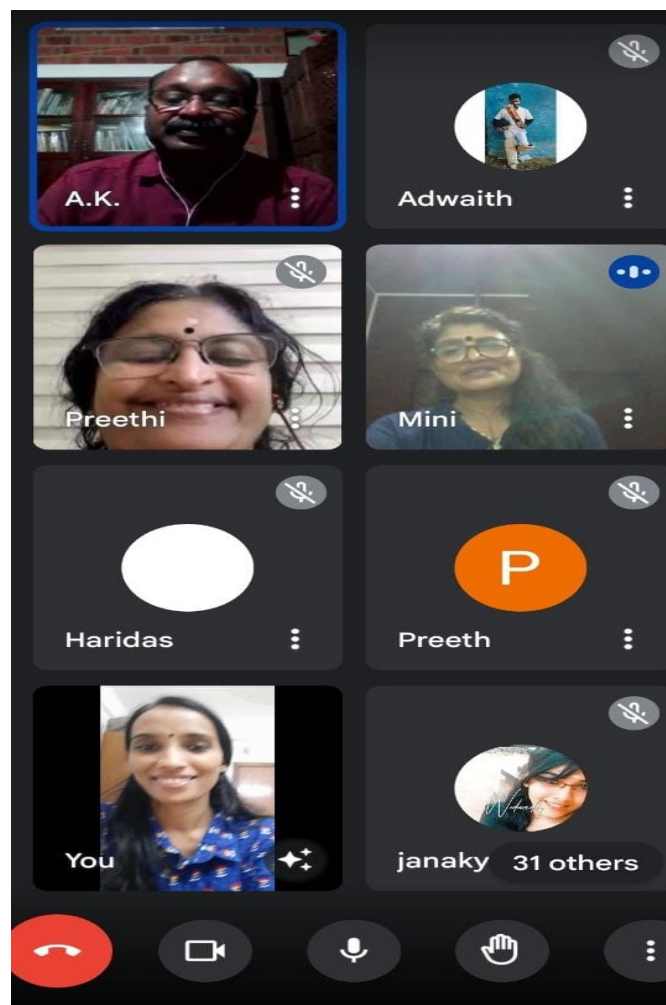 A.K.
Adwaith
Preethi
Mini
Haridas
P
Preeth
You
janaky
31 others